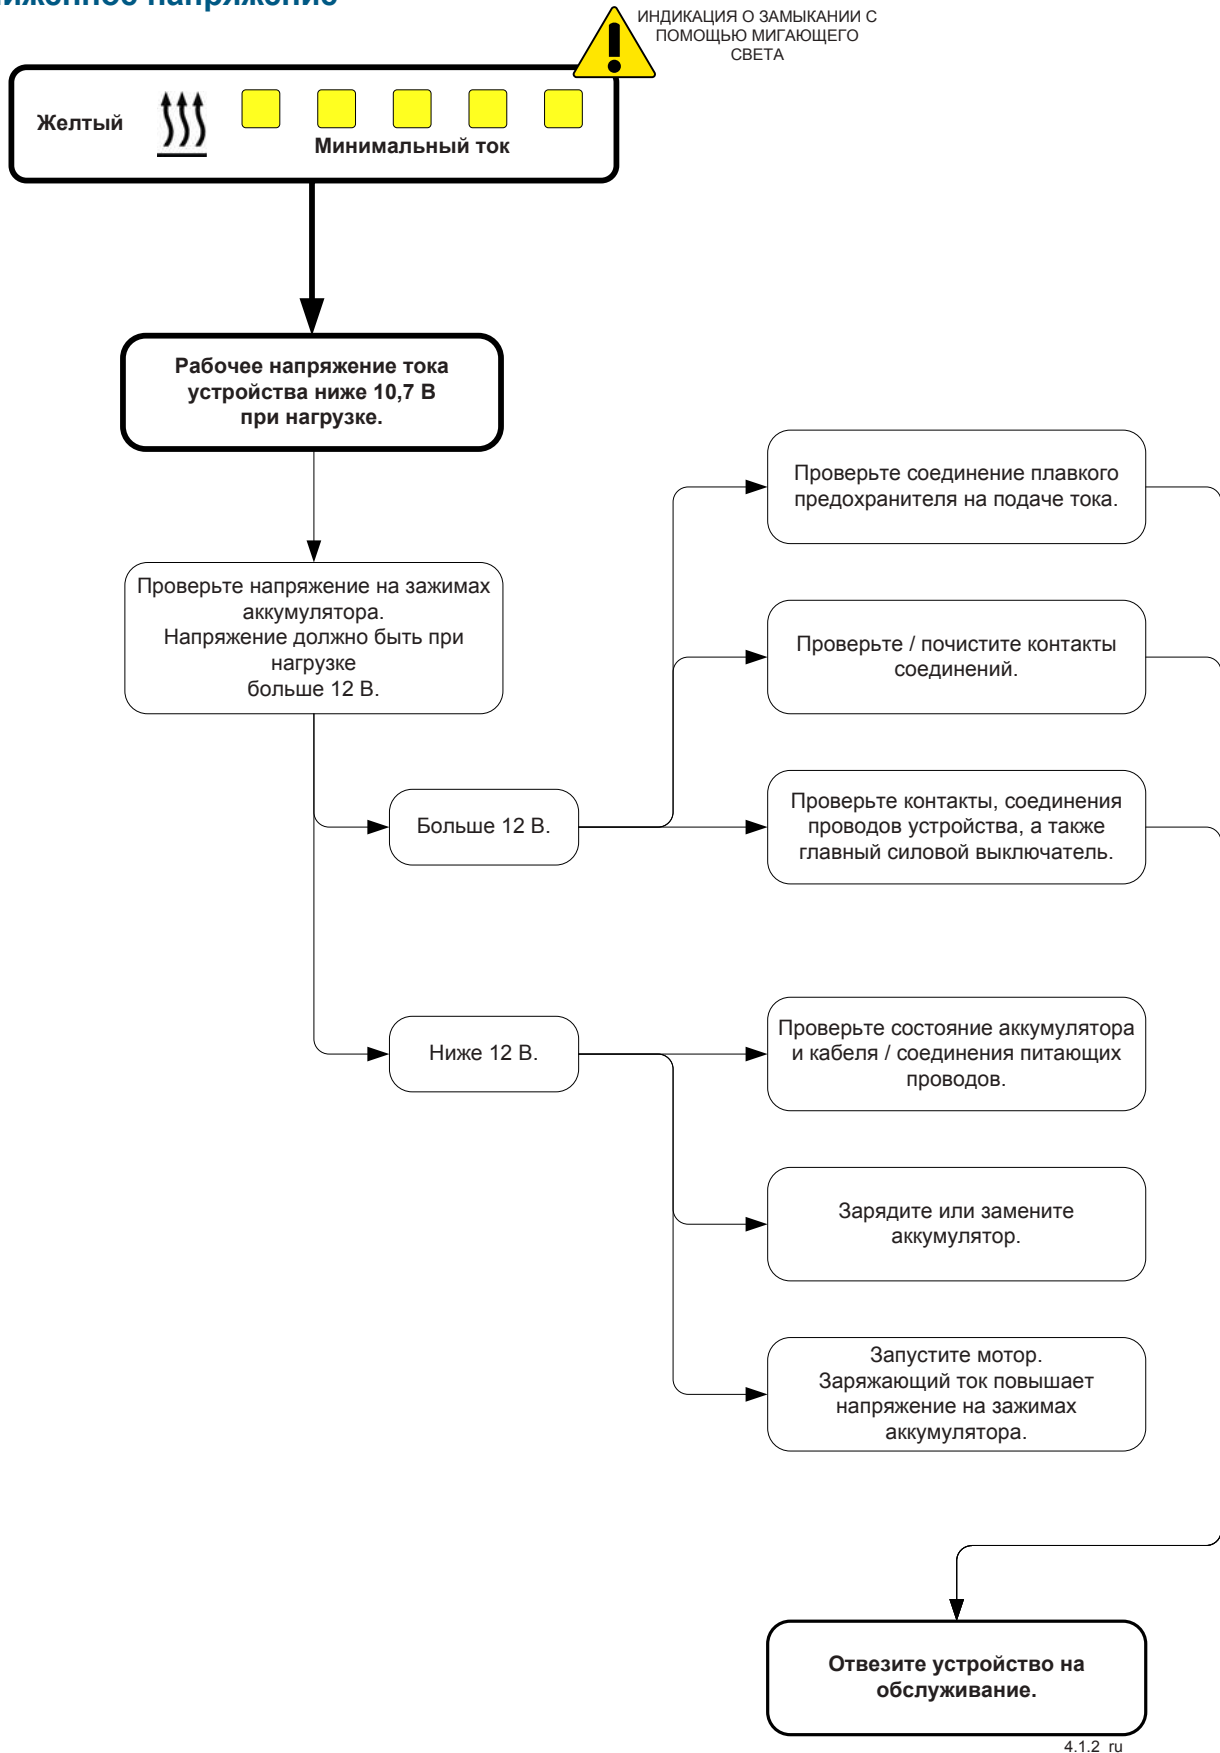 напряжение
ИНДИКАЦИЯ О ЗАМЫКАНИИ С
ПОМОЩЬЮ МИГАЮЩЕГО
СВЕТА
Желтый
Минимальный ток
Рабочее напряжение тока
устройства ниже 10,7 В
при нагрузке.
Проверьте соединение плавкого
предохранителя на подаче тока.
Проверьте напряжение на зажимах
аккумулятора.
Напряжение должно быть при
нагрузке
больше 12 В.
Проверьте / почистите контакты
соединений.
Больше 12 В.
Проверьте контакты, соединения
проводов устройства, а также
главный силовой выключатель.
Ниже 12 В.
Проверьте состояние аккумулятора
и кабеля / соединения питающих
проводов.
Зарядите или замените
аккумулятор.
Запустите мотор.
Заряжающий ток повышает
напряжение на зажимах
аккумулятора.
Отвезите устройство на
обслуживание.
4.1.2_ru